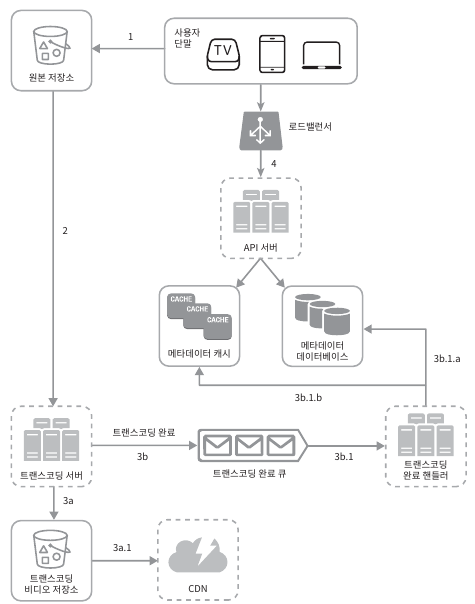 1
사용자
단말
TV
원본 저장소
로드밸런서
4
2
API 서버
CACHE
CACHE
CACHE
메타데이터 캐시
메타데이터
데이터베이스
3b.1.a
3b.1.b
트랜스코딩 완료
3b
트랜스코딩 서버
트랜스코딩 완료 큐
3b.1
트랜스코딩
완료 핸들러
3a
3a.1
트랜스코딩
비디오 저장소
CDN